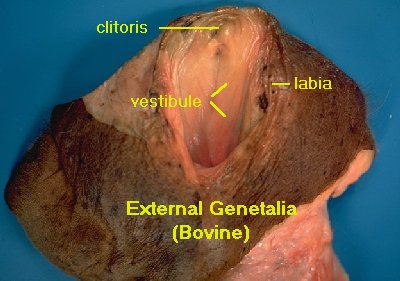 clitoris
labia
vestibule
External Genetalia
(Bovine)